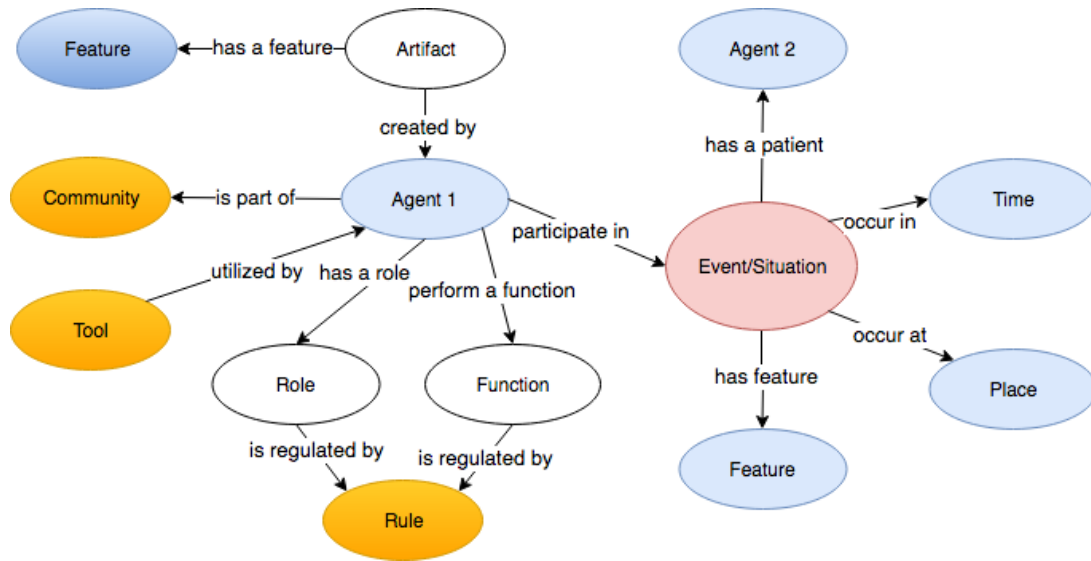 Feature
has a feature
Artifact
Agent 2
created by
has a patient
Community
is part of
Agent 1
Time
participate in
occur in
utilized by
has a role
Event/Situation
perform a function
Tool
occur at
has feature
Role
Function
Place
is regulated by
is regulated by
Feature
Rule